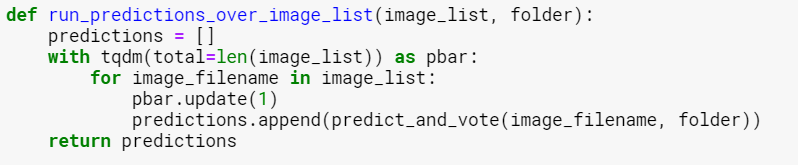 def run_predictions_over_image_list(image_list, folder):
    predictions = []
    with tqdm(total=len(image_list)) as pbar:
        for image_filename in image_list:
            pbar.update(1)
            predictions.append(predict_and_vote(image_filename, folder))
    return predictions